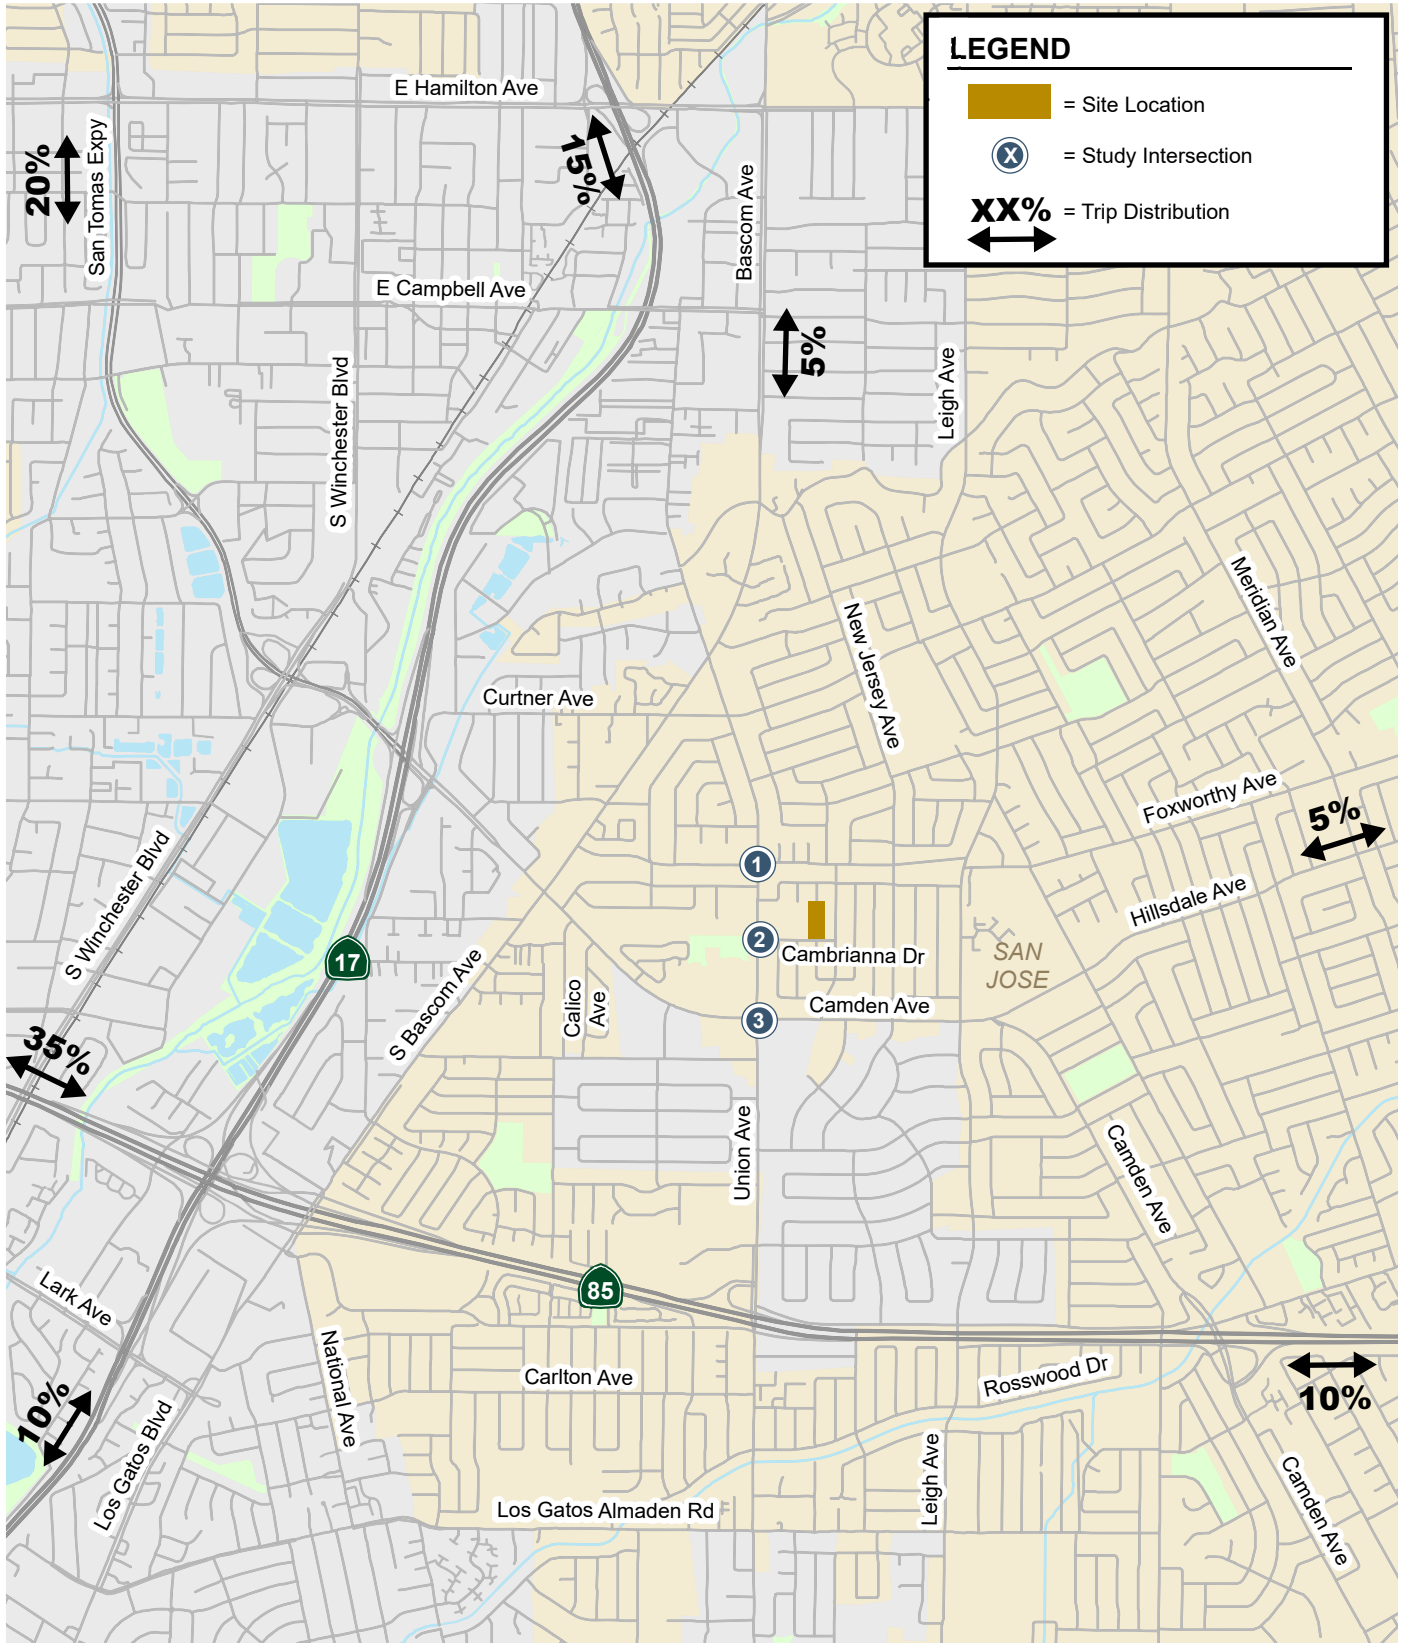 LEGEND
= Site Location
X
= Study Intersection
XX%
= Trip Distribution
E Hamilton Ave
20%
San Tomas Expy
15%
Bascom Ave
E Campbell Ave
5%
S Winchester Blvd
Leigh Ave
Meridian Ave
New Jersey Ave
Curtner Ave
Foxworthy Ave
5%
S Winchester Blvd
1
Hillsdale Ave
2
Cambrianna Dr
SAN
JOSE
17
S Bascom Ave
Calico
Ave
Camden Ave
3
35%
Union Ave
Camden Ave
Lark Ave
85
National Ave
Carlton Ave
Rosswood Dr
10%
10%
Los Gatos Blvd
Leigh Ave
Camden Ave
Los Gatos Almaden Rd